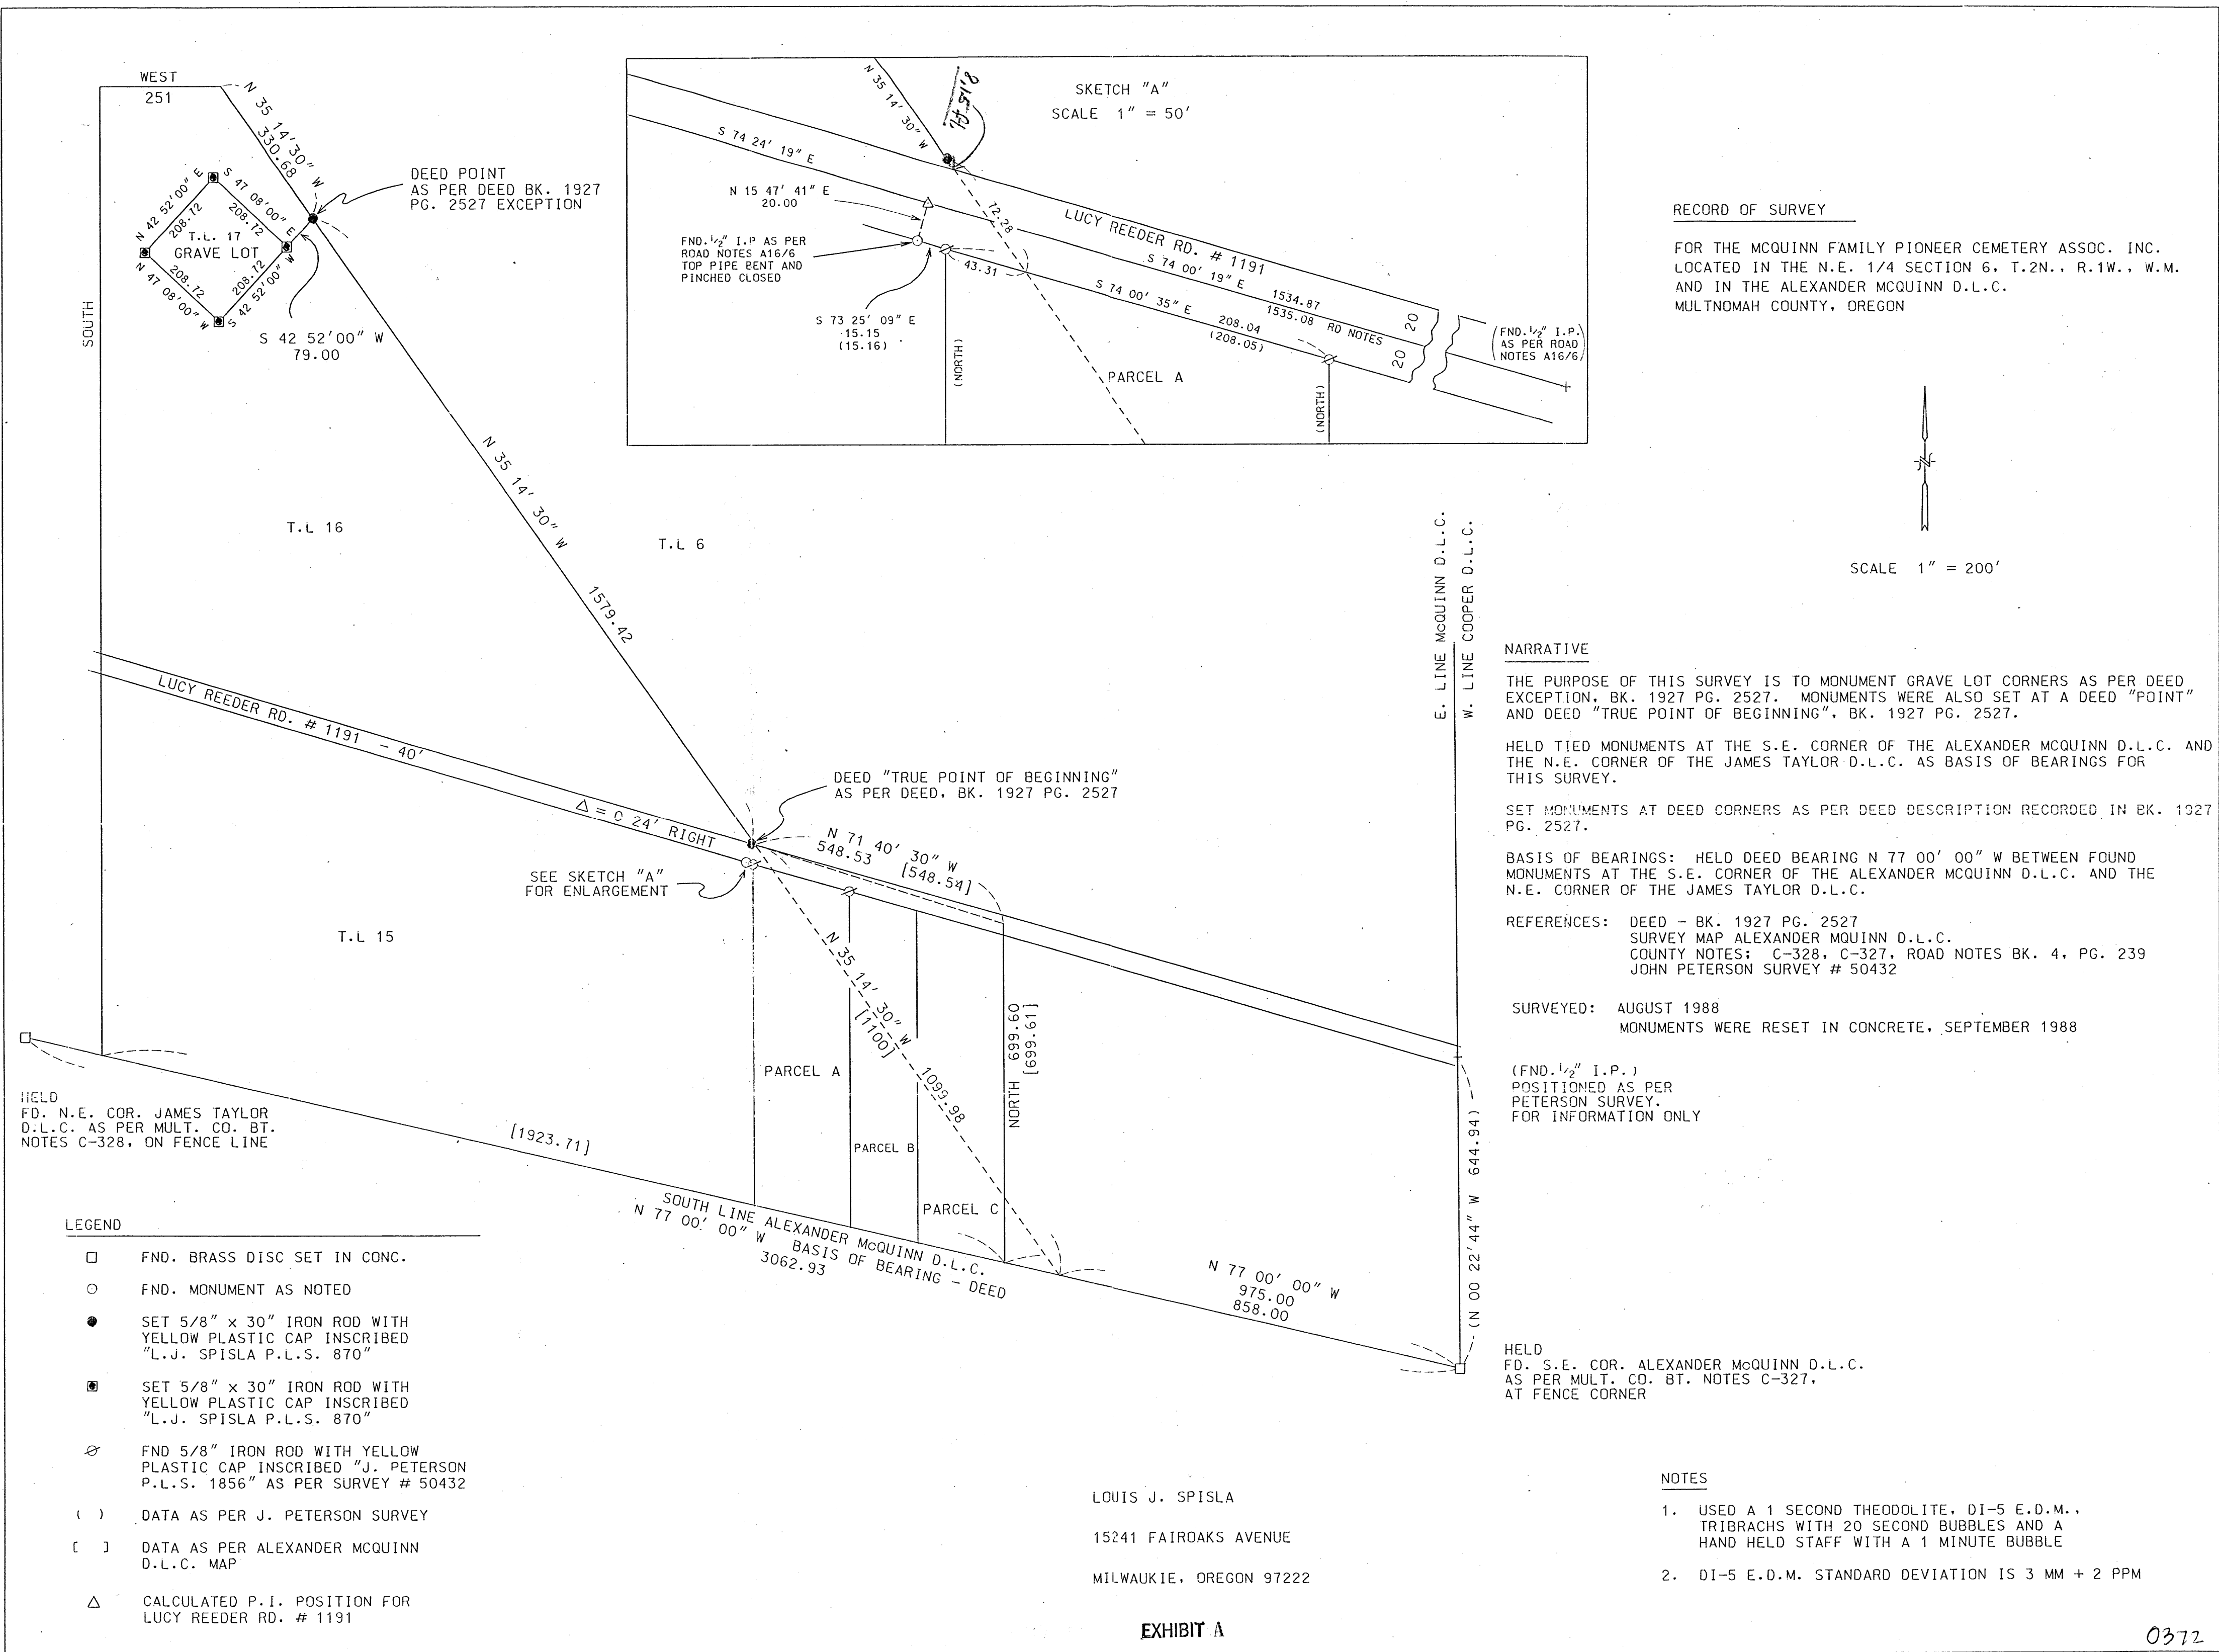 WEST
251
N 35 14'30" W
330.68
DEED POINT
AS PER DEED BK. 1927
PG. 2527 EXCEPTION
N 42 52'00" E
208.72
S 47 08'00" E
208.72
T.L. 17
GRAVE LOT
N 47 08'00" W
208.72
S 42 52'00" W
208.72
S 42 52'00" W
79.00
SOUTH
N 35 14' 30" W
1579.42
T.L 16
T.L 6
SKETCH "A"
SCALE 1" = 50'
N 35 14' 30" W
8.15 ft
S 74 24' 19" E
N 15 47' 41" E
20.00
FND. 1/2" I.P AS PER
ROAD NOTES A16/6
TOP PIPE BENT AND
PINCHED CLOSED
72.28
LUCY REEDER RD. # 1191
43.31
S 74 00' 19" E 1534.87
1535.08 RD NOTES
S 74 00' 35" E 208.04
(208.05)
S 73 25' 09" E
15.15
(15.16)
20
20
(FND. 1/2" I.P.)
AS PER ROAD
NOTES A16/6
(NORTH)
PARCEL A
(NORTH)
RECORD OF SURVEY
FOR THE MCQUINN FAMILY PIONEER CEMETERY ASSOC. INC.
LOCATED IN THE N.E. 1/4 SECTION 6, T.2N., R.1W., W.M.
AND IN THE ALEXANDER MCQUINN D.L.C.
MULTNOMAH COUNTY, OREGON
N
SCALE 1" = 200'
E. LINE McQUINN D.L.C.
W. LINE COOPER D.L.C.
NARRATIVE
THE PURPOSE OF THIS SURVEY IS TO MONUMENT GRAVE LOT CORNERS AS PER DEED
EXCEPTION, BK. 1927 PG. 2527. MONUMENTS WERE ALSO SET AT A DEED "POINT"
AND DEED "TRUE POINT OF BEGINNING", BK. 1927 PG. 2527.
HELD TIED MONUMENTS AT THE S.E. CORNER OF THE ALEXANDER MCQUINN D.L.C. AND
THE N.E. CORNER OF THE JAMES TAYLOR D.L.C. AS BASIS OF BEARINGS FOR
THIS SURVEY.
SET MONUMENTS AT DEED CORNERS AS PER DEED DESCRIPTION RECORDED IN BK. 1927
PG. 2527.
BASIS OF BEARINGS: HELD DEED BEARING N 77 00' 00" W BETWEEN FOUND
MONUMENTS AT THE S.E. CORNER OF THE ALEXANDER MCQUINN D.L.C. AND THE
N.E. CORNER OF THE JAMES TAYLOR D.L.C.
REFERENCES: DEED - BK. 1927 PG. 2527
SURVEY MAP ALEXANDER MQUINN D.L.C.
COUNTY NOTES: C-328, C-327, ROAD NOTES BK. 4, PG. 239
JOHN PETERSON SURVEY # 50432
SURVEYED: AUGUST 1988
MONUMENTS WERE RESET IN CONCRETE, SEPTEMBER 1988
(FND. 1/2" I.P.)
POSITIONED AS PER
PETERSON SURVEY.
FOR INFORMATION ONLY
LUCY REEDER RD. # 1191 - 40'
△ = 0 24' RIGHT
DEED "TRUE POINT OF BEGINNING"
AS PER DEED, BK. 1927 PG. 2527
N 71 40' 30" W
548.53 [548.54]
SEE SKETCH "A"
FOR ENLARGEMENT
T.L 15
N 35 14' 30" W
[1100]
1099.98
NORTH 699.60
[699.61]
PARCEL A
PARCEL B
PARCEL C
HELD
FD. N.E. COR. JAMES TAYLOR
D.L.C. AS PER MULT. CO. BT.
NOTES C-328, ON FENCE LINE
[1923.71]
SOUTH LINE ALEXANDER McQUINN D.L.C.
N 77 00' 00" W BASIS OF BEARING - DEED
3062.93
N 77 00' 00" W
975.00
858.00
(N 00 22'44" W 644.94)
HELD
FD. S.E. COR. ALEXANDER McQUINN D.L.C.
AS PER MULT. CO. BT. NOTES C-327,
AT FENCE CORNER
LEGEND
□ FND. BRASS DISC SET IN CONC.
○ FND. MONUMENT AS NOTED
● SET 5/8" x 30" IRON ROD WITH
YELLOW PLASTIC CAP INSCRIBED
"L.J. SPISLA P.L.S. 870"
SET 5/8" x 30" IRON ROD WITH
YELLOW PLASTIC CAP INSCRIBED
"L.J. SPISLA P.L.S. 870"
FND 5/8" IRON ROD WITH YELLOW
PLASTIC CAP INSCRIBED "J. PETERSON
P.L.S. 1856" AS PER SURVEY # 50432
( ) DATA AS PER J. PETERSON SURVEY
[ ] DATA AS PER ALEXANDER MCQUINN
D.L.C. MAP
△ CALCULATED P.I. POSITION FOR
LUCY REEDER RD. # 1191
LOUIS J. SPISLA
15241 FAIROAKS AVENUE
MILWAUKIE, OREGON 97222
EXHIBIT A
NOTES
1. USED A 1 SECOND THEODOLITE, DI-5 E.D.M.,
TRIBRACHS WITH 20 SECOND BUBBLES AND A
HAND HELD STAFF WITH A 1 MINUTE BUBBLE
2. DI-5 E.D.M. STANDARD DEVIATION IS 3 MM + 2 PPM
0372